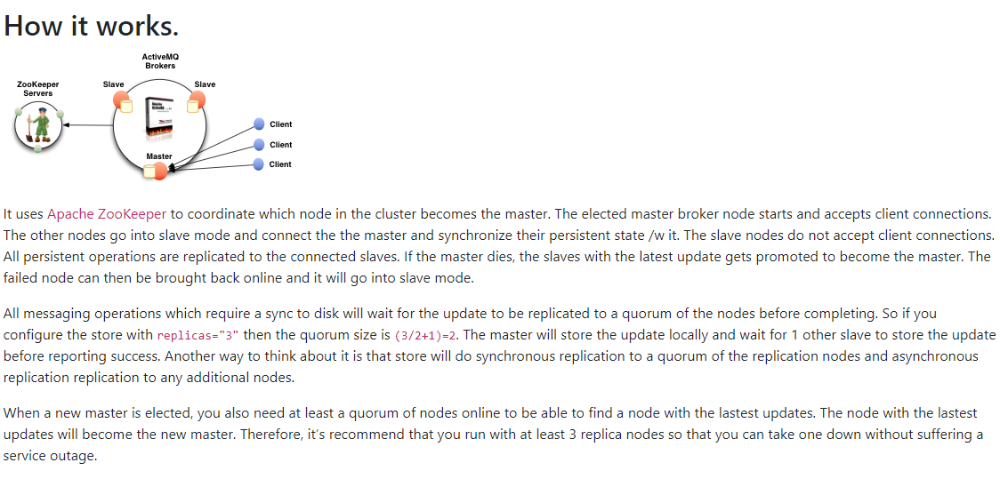 How it works.
ActiveMQ
Brokers
ZooKeeper
Servers
Slave
Slave
Client
Client
Master
Client
It uses Apache ZooKeeper to coordinate which node in the cluster becomes the master. The elected master broker node starts and accepts client connections.
The other nodes go into slave mode and connect the the master and synchronize their persistent state /w it. The slave nodes do not accept client connections.
All persistent operations are replicated to the connected slaves. If the master dies, the slaves with the latest update gets promoted to become the master. The
failed node can then be brought back online and it will go into slave mode.
All messaging operations which require a sync to disk will wait for the update to be replicated to a quorum of the nodes before completing. So if you
configure the store with replicas="3" then the quorum size is (3/2+1)=2. The master will store the update locally and wait for 1 other slave to store the update
before reporting success. Another way to think about it is that store will do synchronous replication to a quorum of the replication nodes and asynchronous
replication replication to any additional nodes.
When a new master is elected, you also need at least a quorum of nodes online to be able to find a node with the lastest updates. The node with the lastest
updates will become the new master. Therefore, it’s recommend that you run with at least 3 replica nodes so that you can take one down without suffering a
service outage.